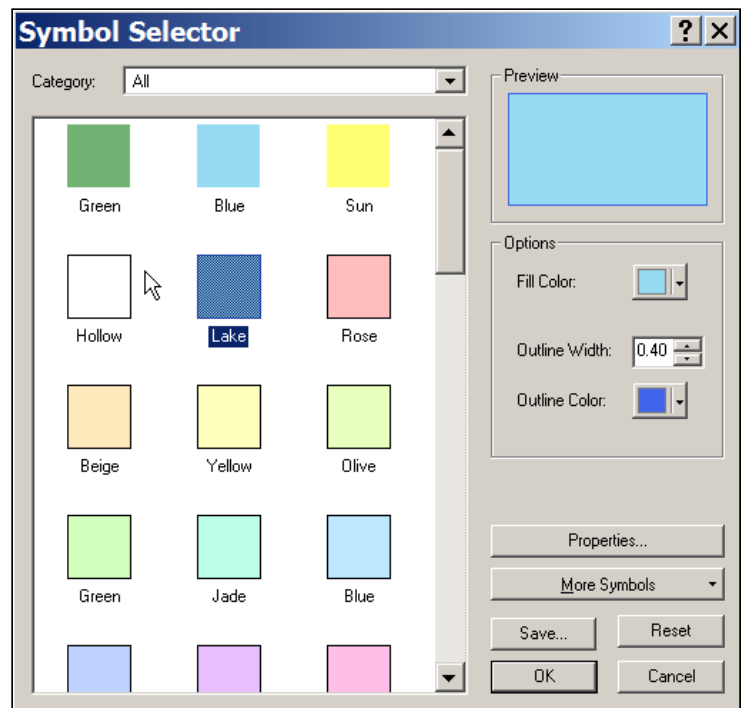 Symbol Selector
Category: All
Green Blue Sun
Hollow Lake Rose
Beige Yellow Olive
Green Jade Blue
Preview
Options
Fill Color:
Outline Width: 0.40
Outline Color:
Properties...
More Symbols
Save... Reset
OK Cancel